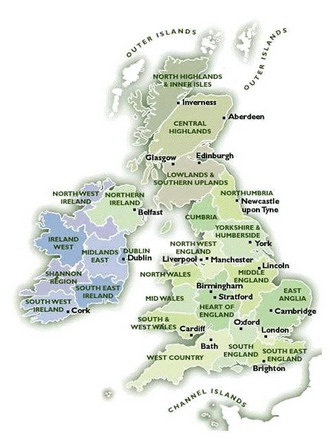 OUTER ISLANDS
OUTER ISLANDS
NORTH HIGHLANDS
& INNER ISLES
Inverness
Aberdeen
CENTRAL
HIGHLANDS
Glasgow
Edinburgh
LOWLANDS &
SOUTHERN UPLANDS
NORTH WEST
IRELAND
NORTHERN
IRELAND
Belfast
NORTHUMBRIA
Newcastle
upon Tyne
CUMBRIA
YORKSHIRE &
HUMBERSIDE
York
IRELAND
WEST
MIDLANDS
EAST
DUBLIN
Dublin
NORTH WEST
ENGLAND
Liverpool
Manchester
Lincoln
SHANNON
REGION
SOUTH EAST
IRELAND
SOUTH WEST
IRELAND
Cork
NORTH WALES
MIDDLE
ENGLAND
Birmingham
Stratford
EAST
ANGLIA
Cambridge
MID WALES
HEART OF
ENGLAND
SOUTH &
WEST WALES
Cardiff
Oxford
London
Bath
WEST COUNTRY
SOUTH
ENGLAND
SOUTH EAST
ENGLAND
Brighton
CHANNEL ISLANDS